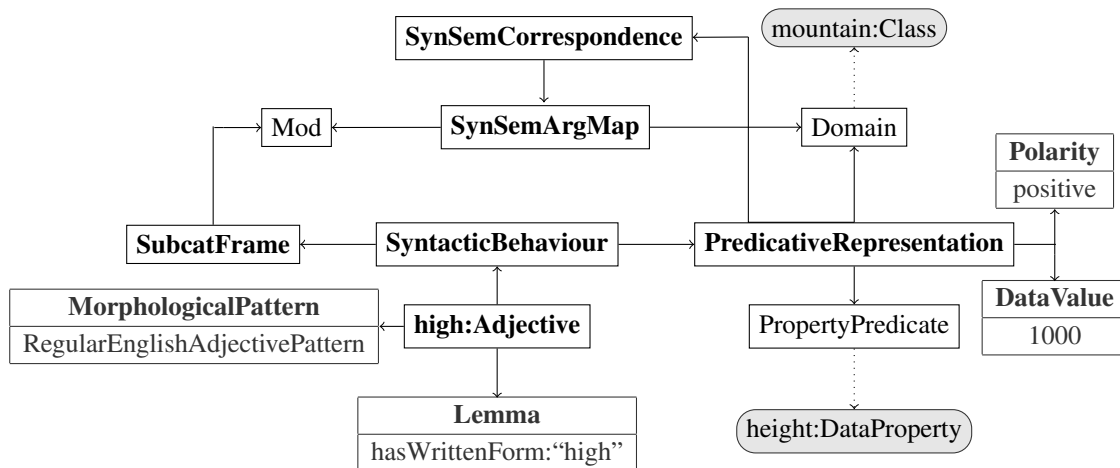 mountain:Class
SynSemCorrespondence
Mod
SynSemArgMap
Domain
Polarity
positive
SubcatFrame
SyntacticBehaviour
PredicativeRepresentation
MorphologicalPattern
RegularEnglishAdjectivePattern
high:Adjective
PropertyPredicate
DataValue
1000
Lemma
hasWrittenForm:“high”
height:DataProperty